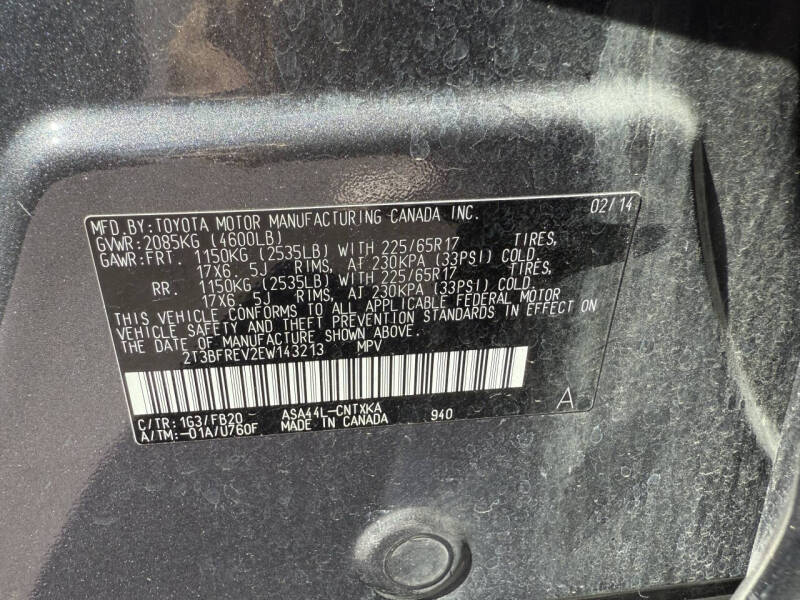 MFD.BY:TOYOTA MOTOR MANUFACTURING CANADA INC. 02/14
GVWR:2085KG (4600LB)
GAWR:FRT. 1150KG (2535LB) WITH 225/65R17 TIRES,
17X6. 5J RIMS, AT 230KPA (33PSI) COLD.
RR. 1150KG (2535LB) WITH 225/65R17 TIRES,
17X6. 5J RIMS, AT 230KPA (33PSI) COLD.
THIS VEHICLE CONFORMS TO ALL APPLICABLE FEDERAL MOTOR
VEHICLE SAFETY AND THEFT PREVENTION STANDARDS IN EFFECT ON
THE DATE OF MANUFACTURE SHOWN ABOVE.
2T3BFREV2EW143213 MPV
C/TR:1G3/FB20 ASA44L-CNTXKA 940 A
A/TM:-01A/U760F MADE IN CANADA